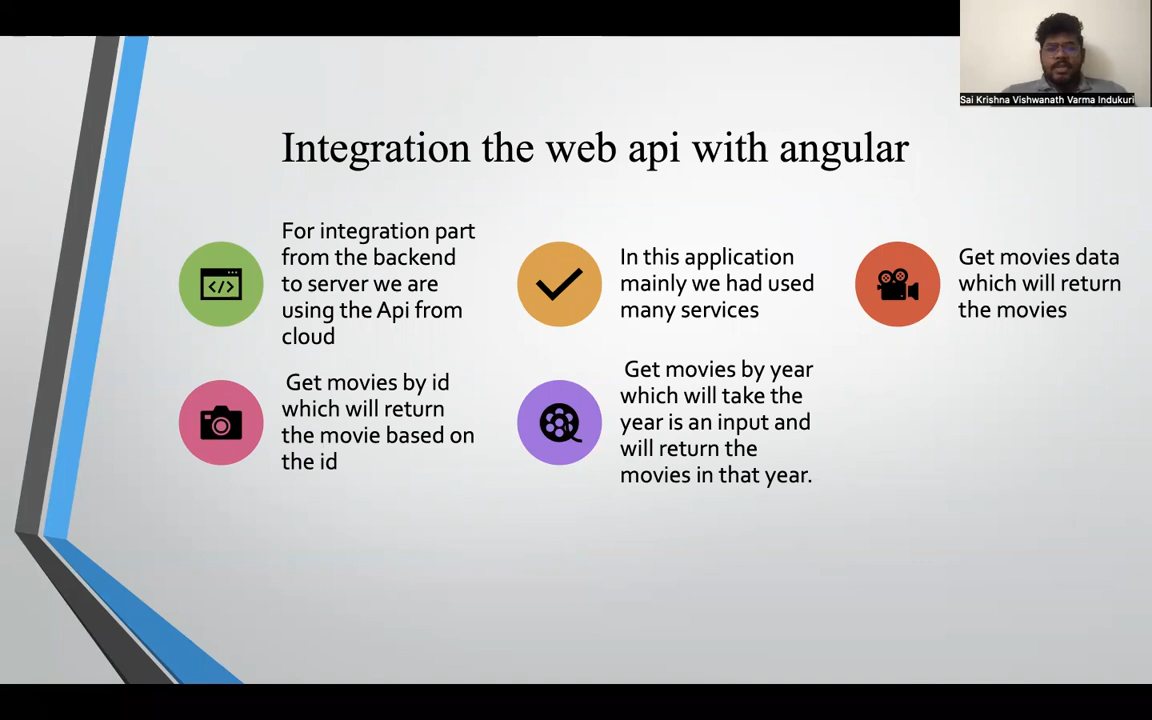 Sai Krishna Vishwanath Varma Indukuri
Integration the web api with angular
For integration part
from the backend
to server we are
using the Api from
cloud
In this application
mainly we had used
many services
Get movies data
which will return
the movies
Get movies by id
which will return
the movie based on
the id
Get movies by year
which will take the
year is an input and
will return the
movies in that year.